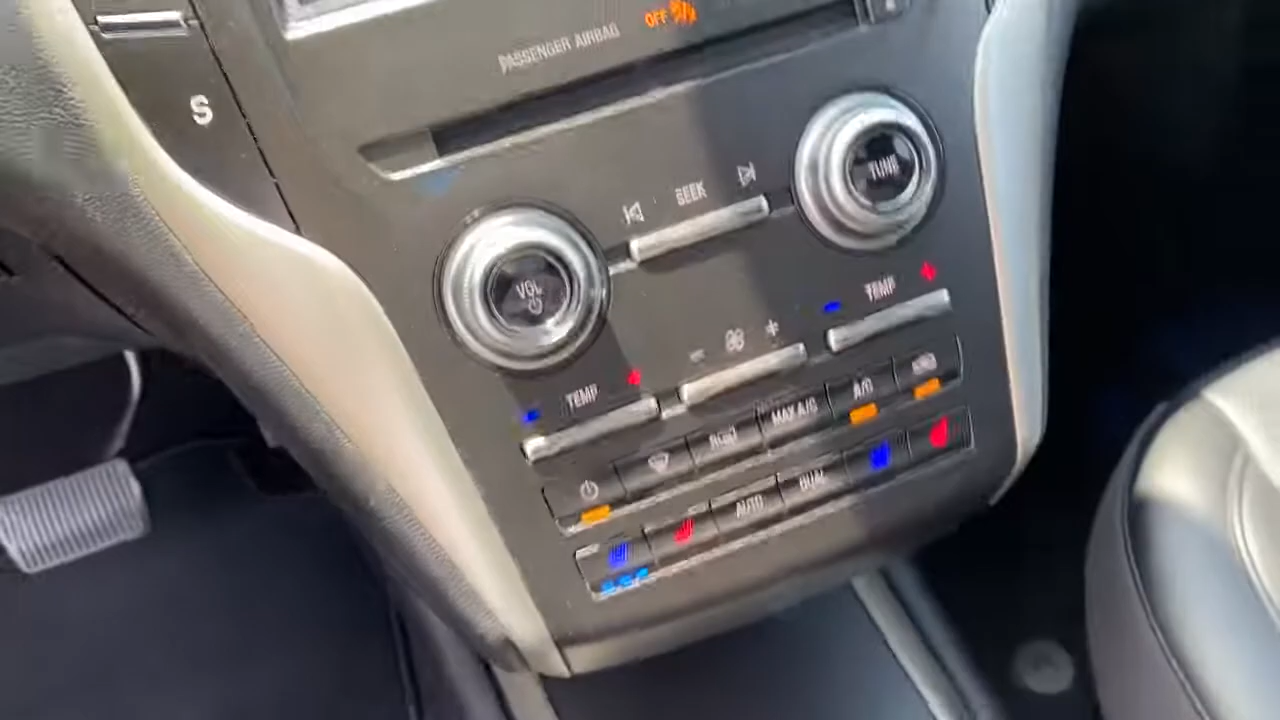 OFF
PASSENGER AIRBAG
S
TUNE
SEEK
VOL
TEMP
TEMP
MAX A/C
A/C
AUTO
DUAL